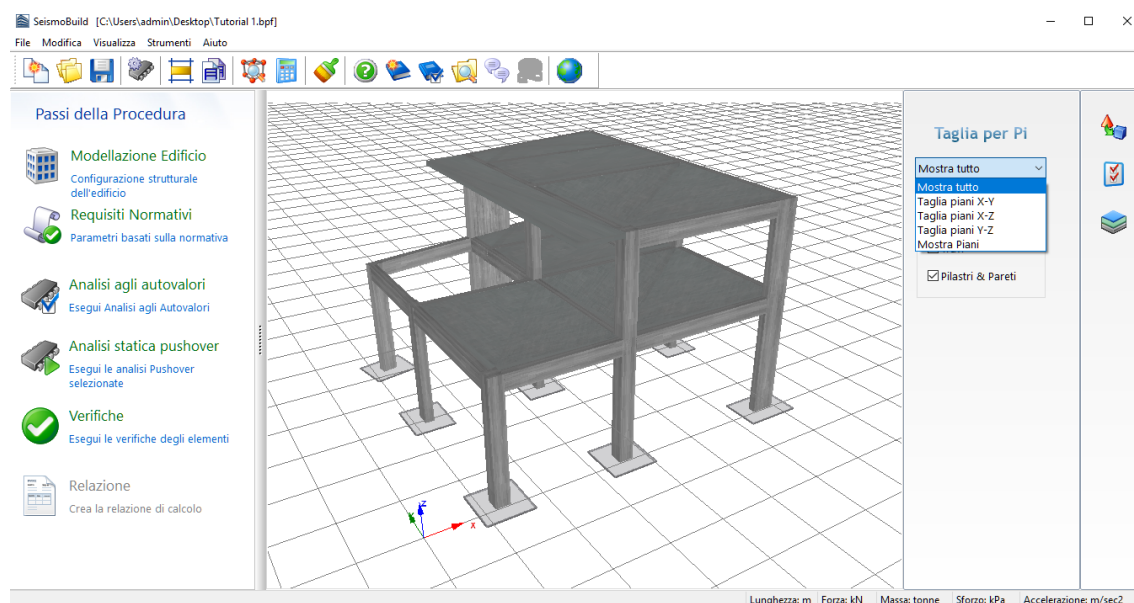 SeismoBuild [C:\Users\admin\Desktop\Tutorial 1.bpf]
File Modifica Visualizza Strumenti Aiuto
Passi della Procedura
Modellazione Edificio
Configurazione strutturale
dell'edificio
Requisiti Normativi
Parametri basati sulla normativa
Analisi agli autovalori
Esegui Analisi agli Autovalori
Analisi statica pushover
Esegui le analisi Pushover
selezionate
Verifiche
Esegui le verifiche degli elementi
Relazione
Crea la relazione di calcolo
z
x
Taglia per Pi
Mostra tutto
Mostra tutto
Taglia piani X-Y
Taglia piani X-Z
Taglia piani Y-Z
Mostra Piani
Pilastri & Pareti
Lunghezza: m Forza: kN Massa: tonne Sforzo: kPa Accelerazione: m/sec2